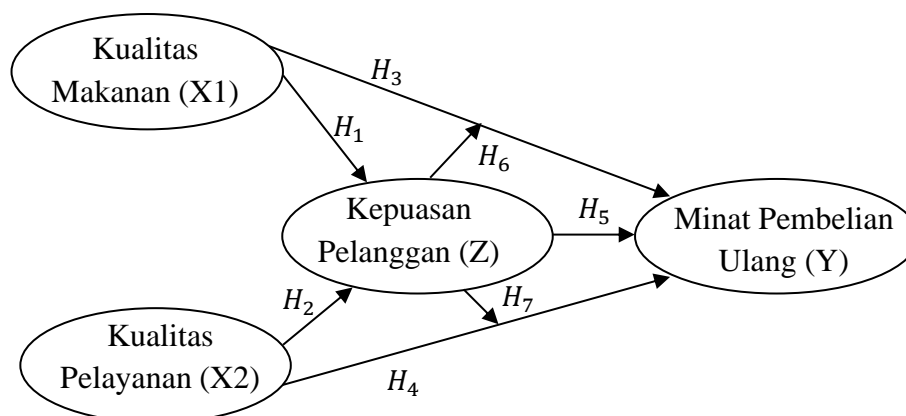 Kualitas
Makanan (X1)
H₃
H₁
H₆
Kepuasan
Pelanggan (Z)
H₅
Minat Pembelian
Ulang (Y)
H₂
H₇
Kualitas
Pelayanan (X2)
H₄